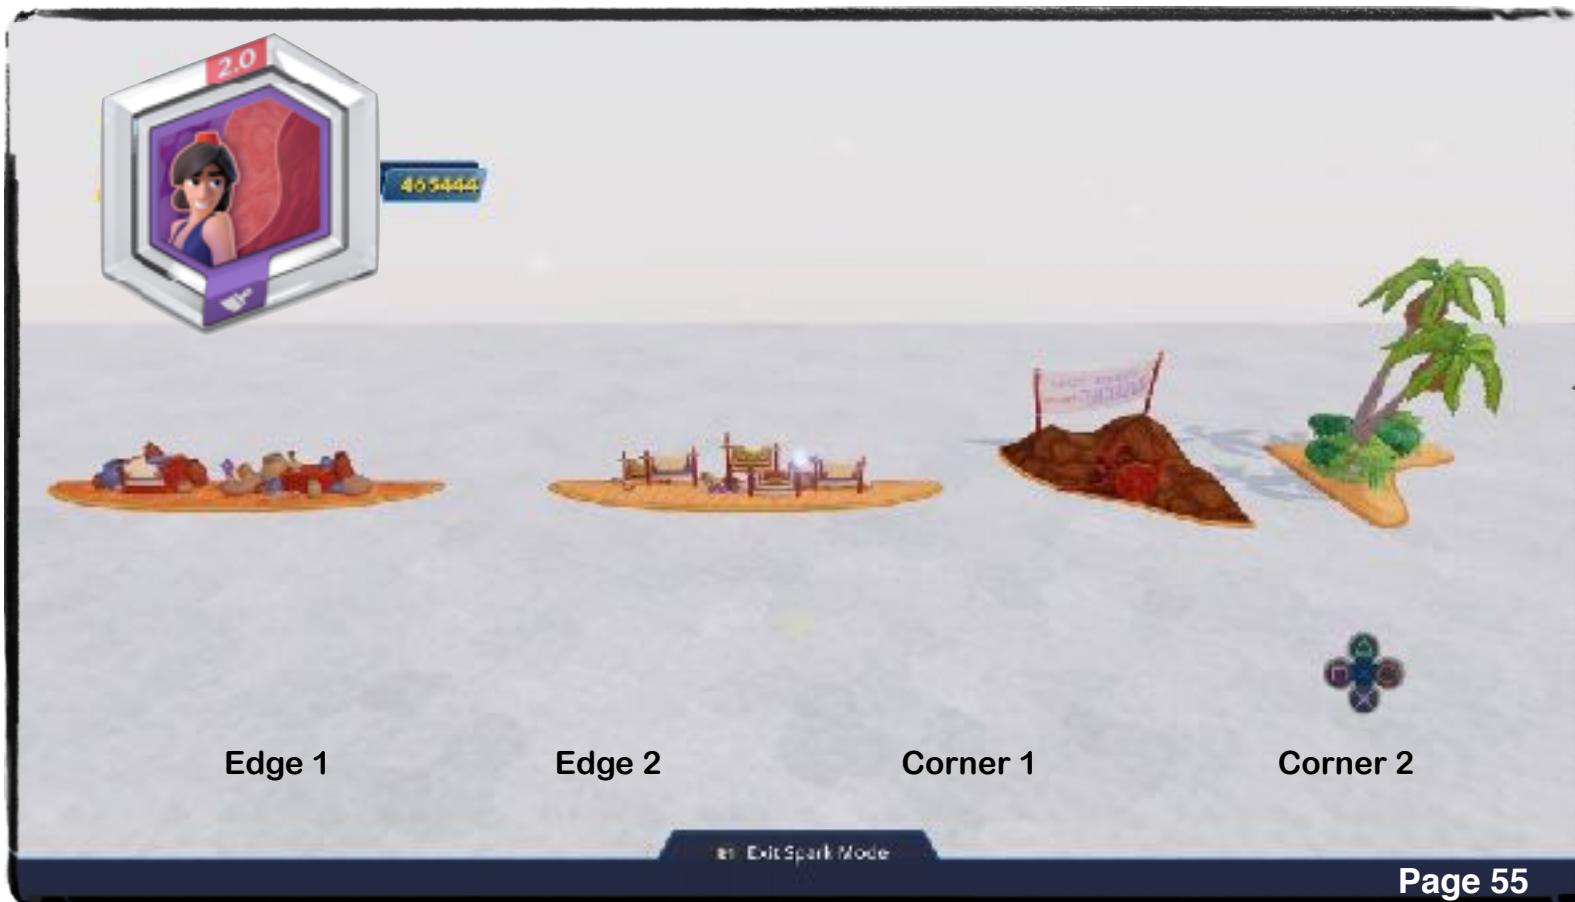 2.0
465444
Edge 1
Edge 2
Corner 1
Corner 2
Exit Spark Mode
Page 55